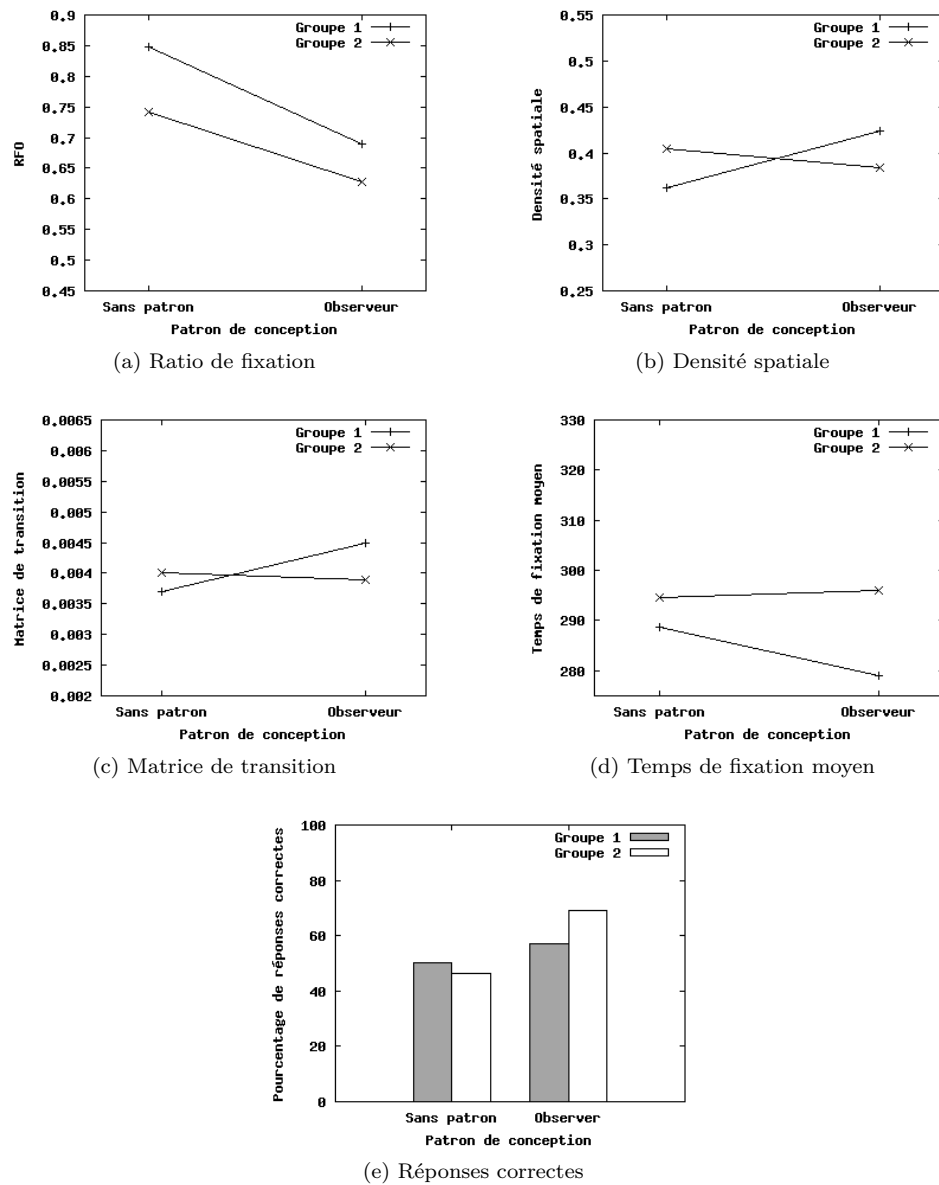 0.9
0.85
0.8
0.75
0.7
0.65
0.6
0.55
0.5
0.45
RFO
Groupe 1
Groupe 2
Sans patron Observeur
Patron de conception
(a) Ratio de fixation
0.55
0.5
0.45
0.4
0.35
0.3
0.25
Densité spatiale
Groupe 1
Groupe 2
Sans patron Observeur
Patron de conception
(b) Densité spatiale
0.0065
0.006
0.0055
0.005
0.0045
0.004
0.0035
0.003
0.0025
0.002
Matrice de transition
Groupe 1
Groupe 2
Sans patron Observeur
Patron de conception
(c) Matrice de transition
330
320
310
300
290
280
Temps de fixation moyen
Groupe 1
Groupe 2
Sans patron Observeur
Patron de conception
(d) Temps de fixation moyen
100
80
60
40
20
0
Pourcentage de réponses correctes
Groupe 1
Groupe 2
Sans patron Observer
Patron de conception
(e) Réponses correctes